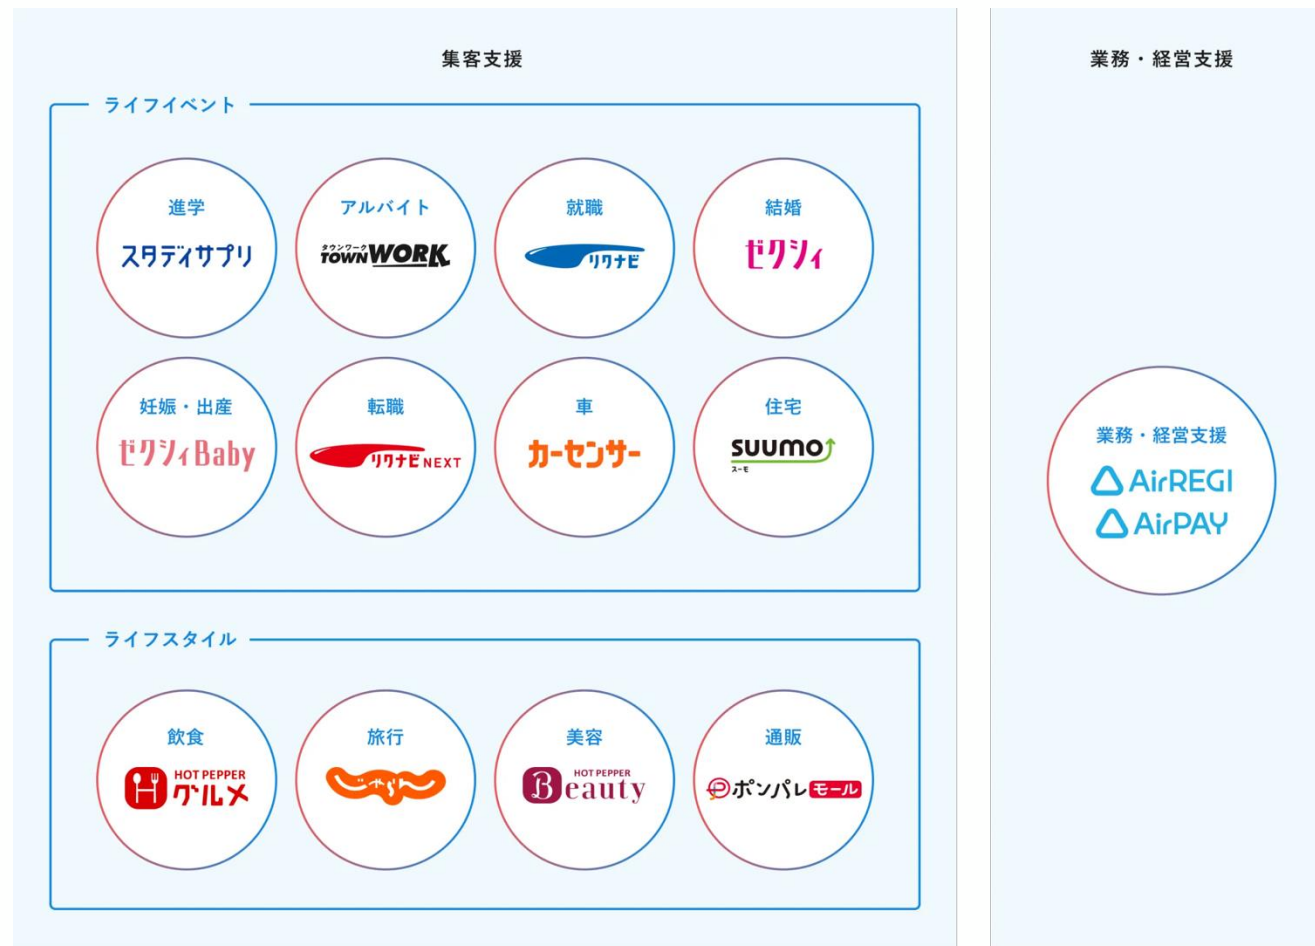 集客支援
ライフイベント
進学
スタディサプリ
アルバイト
タウンワーク
TOWN WORK
就職
リクナビ
結婚
ゼクシィ
妊娠・出産
ゼクシィBaby
転職
リクナビNEXT
車
カーセンサー
住宅
SUUMO
スーモ
ライフスタイル
飲食
HOT PEPPER
グルメ
旅行
じゃらん
美容
HOT PEPPER
Beauty
通販
ポンパレモール
業務・経営支援
業務・経営支援
AirREGI
AirPAY